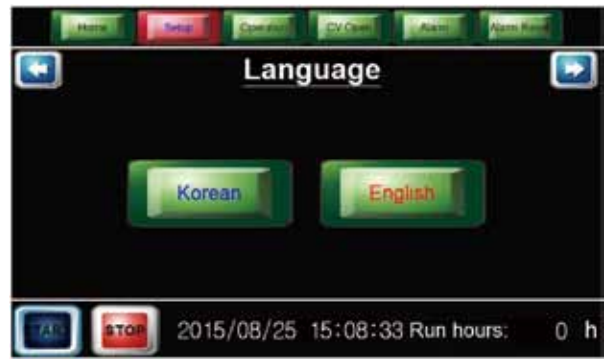 Home Setup Operation CV Open Alarm Alarm Reset
Language
Korean English
START STOP 2015/08/25 15:08:33 Run hours: 0 h